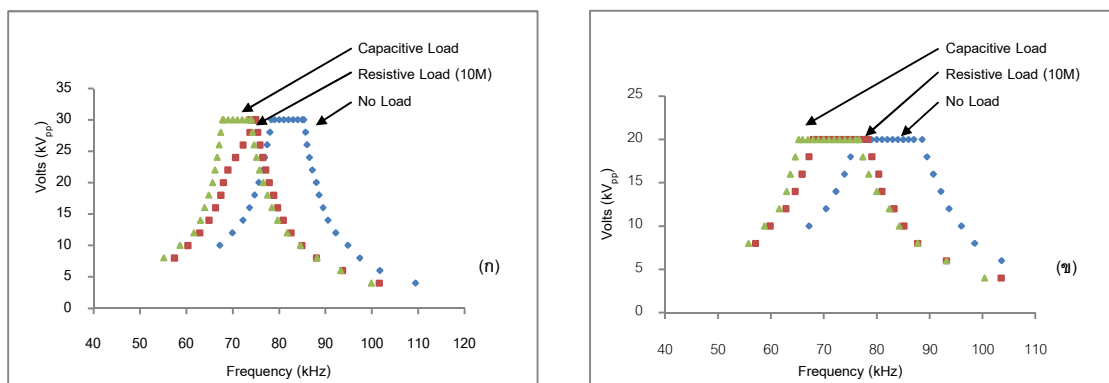 Capacitive Load
Resistive Load (10M)
No Load
35
30
25
20
15
10
5
0
Volts (kVpp)
40 50 60 70 80 90 100 110 120
Frequency (kHz)
(ก)
Capacitive Load
Resistive Load (10M)
No Load
25
20
15
10
5
0
Volts (kVpp)
40 50 60 70 80 90 100 110
Frequency (kHz)
(ข)